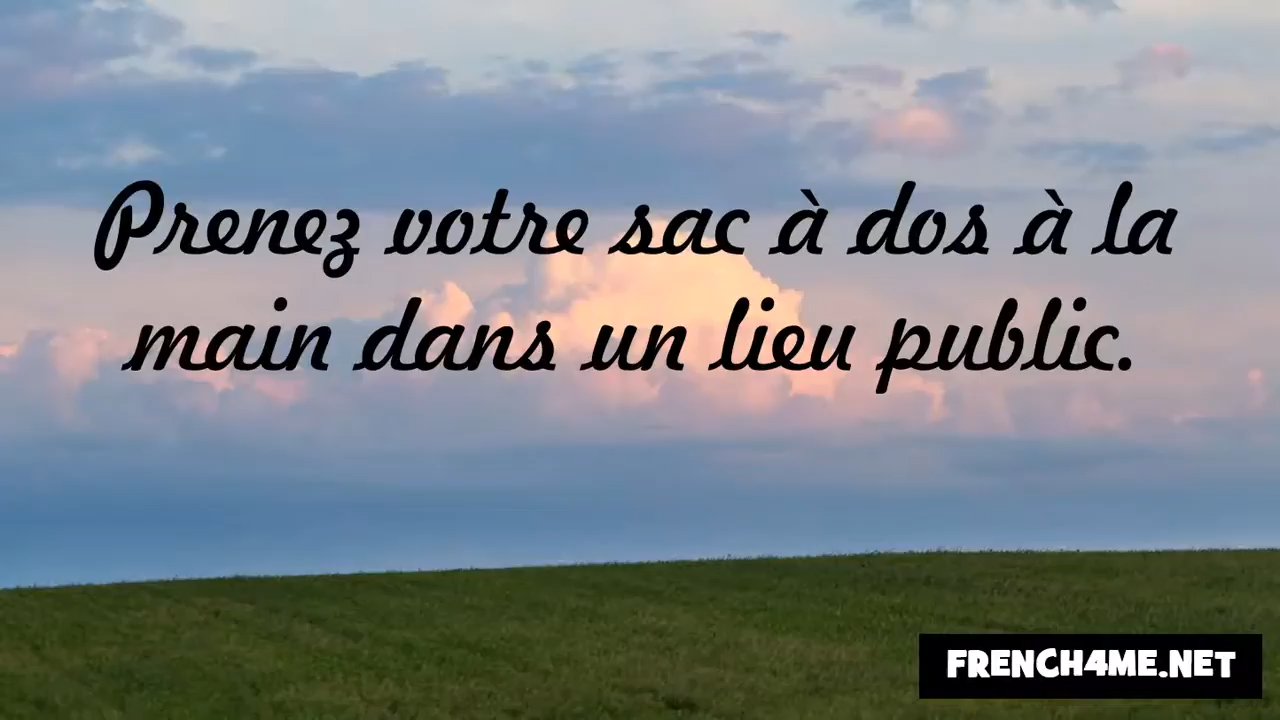 Prenez votre sac à dos à la
main dans un lieu public.
FRENCH4ME.NET